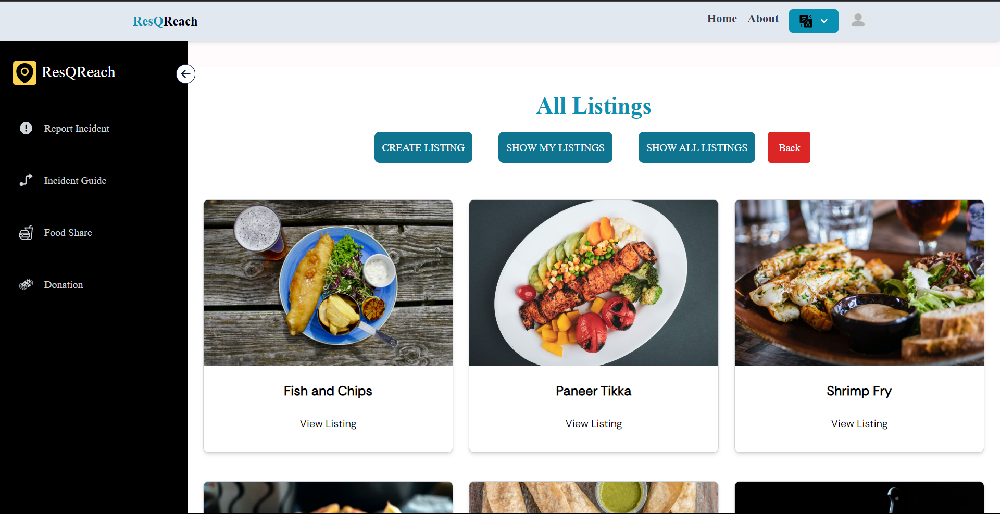 ResQReach
Home About
ResQReach
Report Incident
Incident Guide
Food Share
Donation
All Listings
CREATE LISTING SHOW MY LISTINGS SHOW ALL LISTINGS Back
Fish and Chips
View Listing
Paneer Tikka
View Listing
Shrimp Fry
View Listing